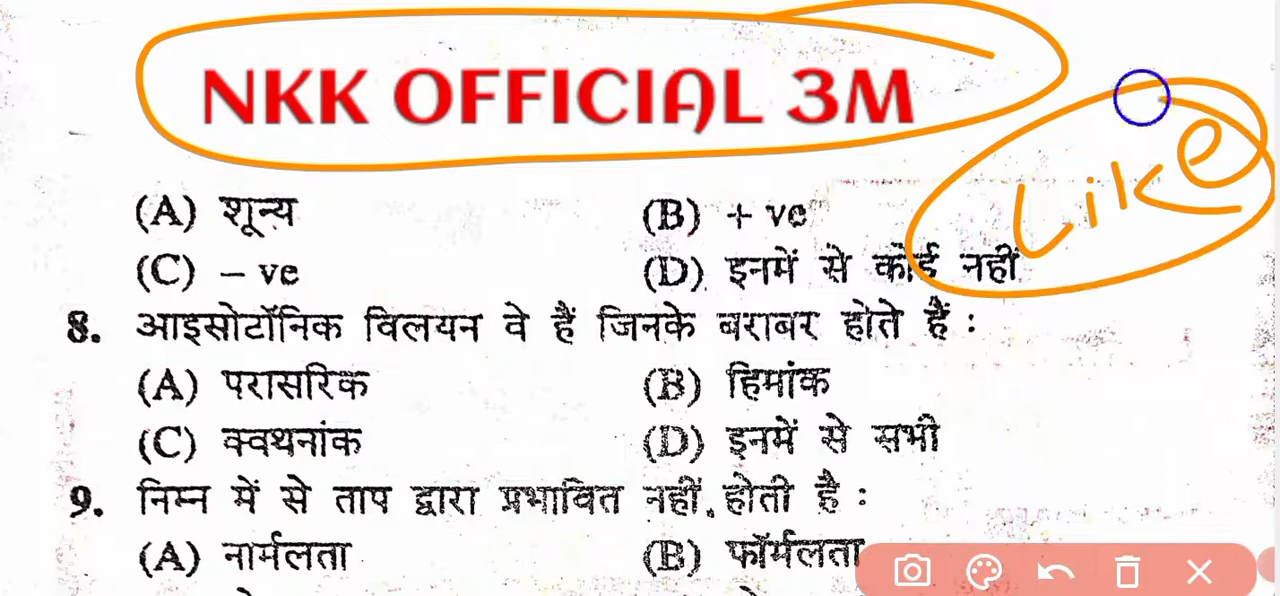 NKK OFFICIAL 3M
Like
(A) शून्य (B) + ve
(C) – ve (D) इनमें से कोई नहीं
8. आइसोटॉनिक विलयन वे हैं जिनके बराबर होते हैं :
(A) परासरिक (B) हिमांक
(C) क्वथनांक (D) इनमें से सभी
9. निम्न में से ताप द्वारा प्रभावित नहीं होती है :
(A) नार्मलता (B) फॉर्मलता